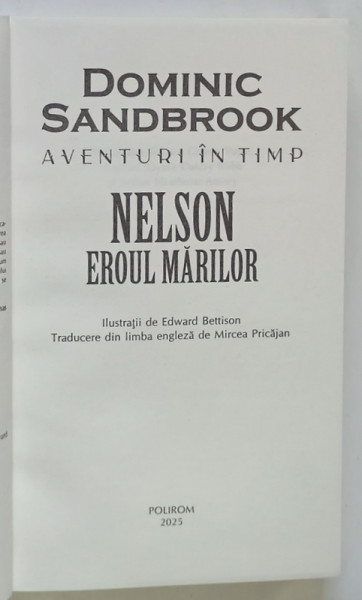 DOMINIC
SANDBROOK
AVENTURI ÎN TIMP
NELSON
EROUL MĂRILOR
Ilustrații de Edward Bettison
Traducere din limba engleză de Mircea Pricăjan
POLIROM
2025